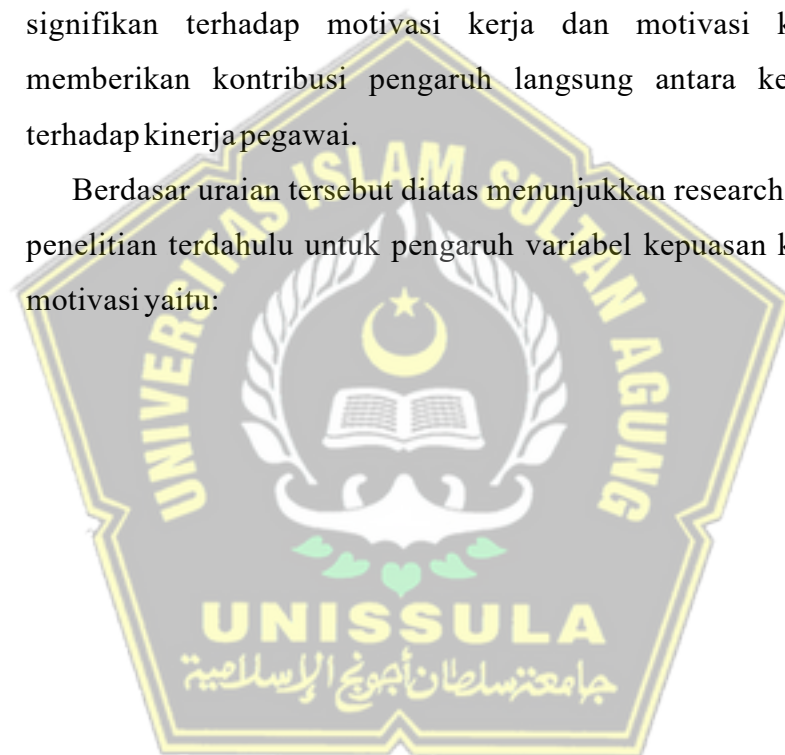 signifikan terhadap motivasi kerja dan motivasi k
memberikan kontribusi pengaruh langsung antara ke
terhadap kinerja pegawai.
Berdasar uraian tersebut diatas menunjukkan research
penelitian terdahulu untuk pengaruh variabel kepuasan k
motivasi yaitu:
UNIVERSITAS ISLAM SULTAN AGUNG
UNISSULA
جامعة سلطان أجونج الإسلامية